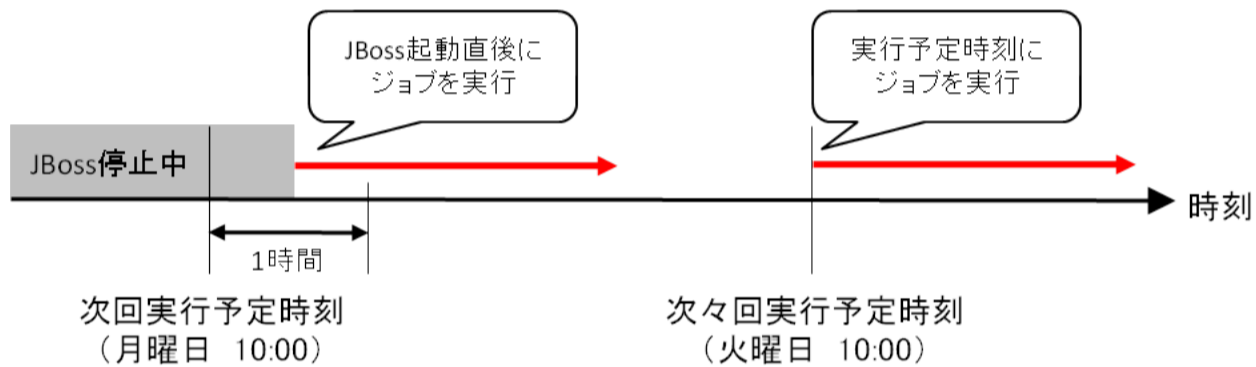 JBoss起動直後に
ジョブを実行
実行予定時刻に
ジョブを実行
JBoss停止中
時刻
1時間
次回実行予定時刻
（月曜日 10:00）
次々回実行予定時刻
（火曜日 10:00）